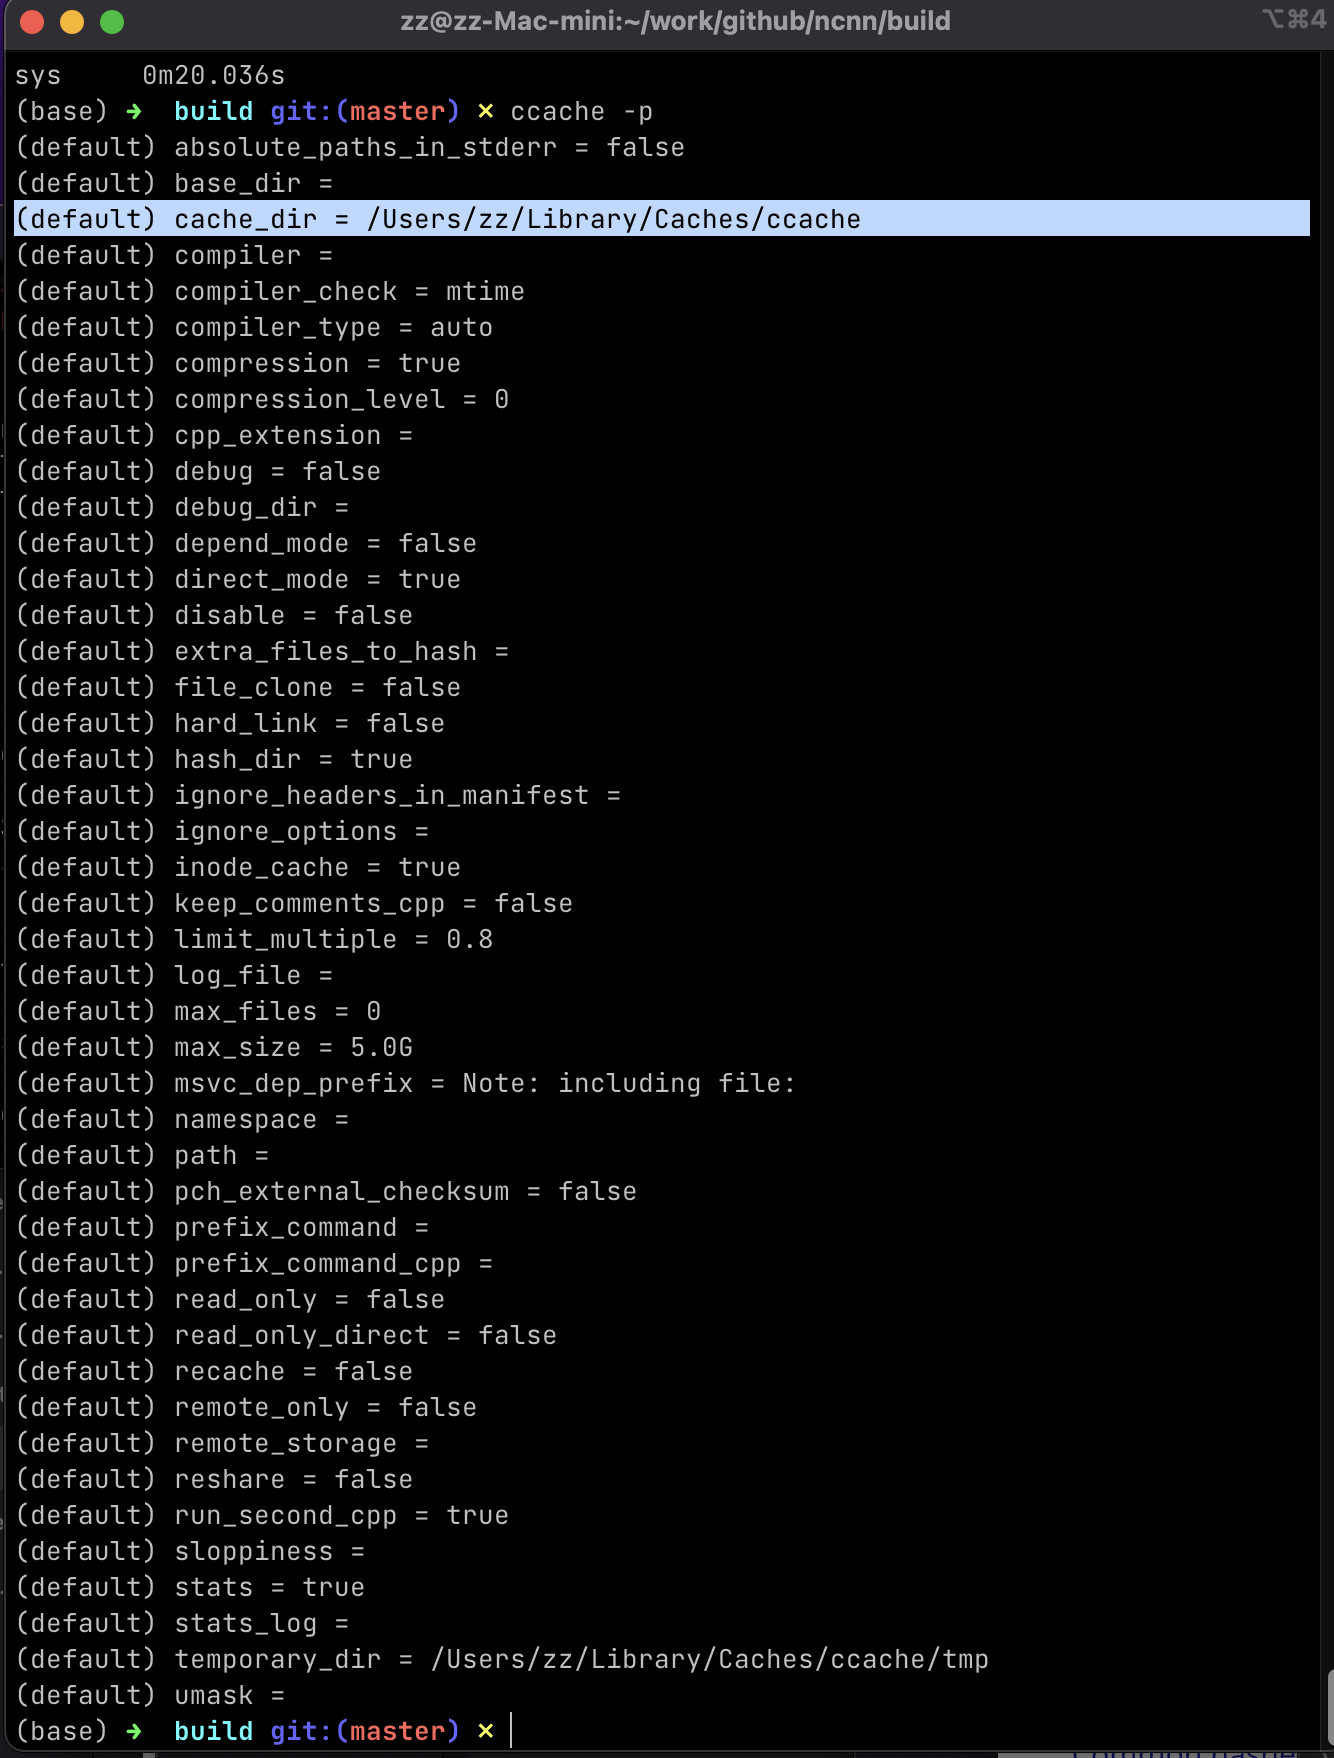 zz@zz-Mac-mini:~/work/github/ncnn/build ⌥⌘4
sys 0m20.036s
(base) ➜ build git:(master) ✗ ccache -p
(default) absolute_paths_in_stderr = false
(default) base_dir =
(default) cache_dir = /Users/zz/Library/Caches/ccache
(default) compiler =
(default) compiler_check = mtime
(default) compiler_type = auto
(default) compression = true
(default) compression_level = 0
(default) cpp_extension =
(default) debug = false
(default) debug_dir =
(default) depend_mode = false
(default) direct_mode = true
(default) disable = false
(default) extra_files_to_hash =
(default) file_clone = false
(default) hard_link = false
(default) hash_dir = true
(default) ignore_headers_in_manifest =
(default) ignore_options =
(default) inode_cache = true
(default) keep_comments_cpp = false
(default) limit_multiple = 0.8
(default) log_file =
(default) max_files = 0
(default) max_size = 5.0G
(default) msvc_dep_prefix = Note: including file:
(default) namespace =
(default) path =
(default) pch_external_checksum = false
(default) prefix_command =
(default) prefix_command_cpp =
(default) read_only = false
(default) read_only_direct = false
(default) recache = false
(default) remote_only = false
(default) remote_storage =
(default) reshare = false
(default) run_second_cpp = true
(default) sloppiness =
(default) stats = true
(default) stats_log =
(default) temporary_dir = /Users/zz/Library/Caches/ccache/tmp
(default) umask =
(base) ➜ build git:(master) ✗